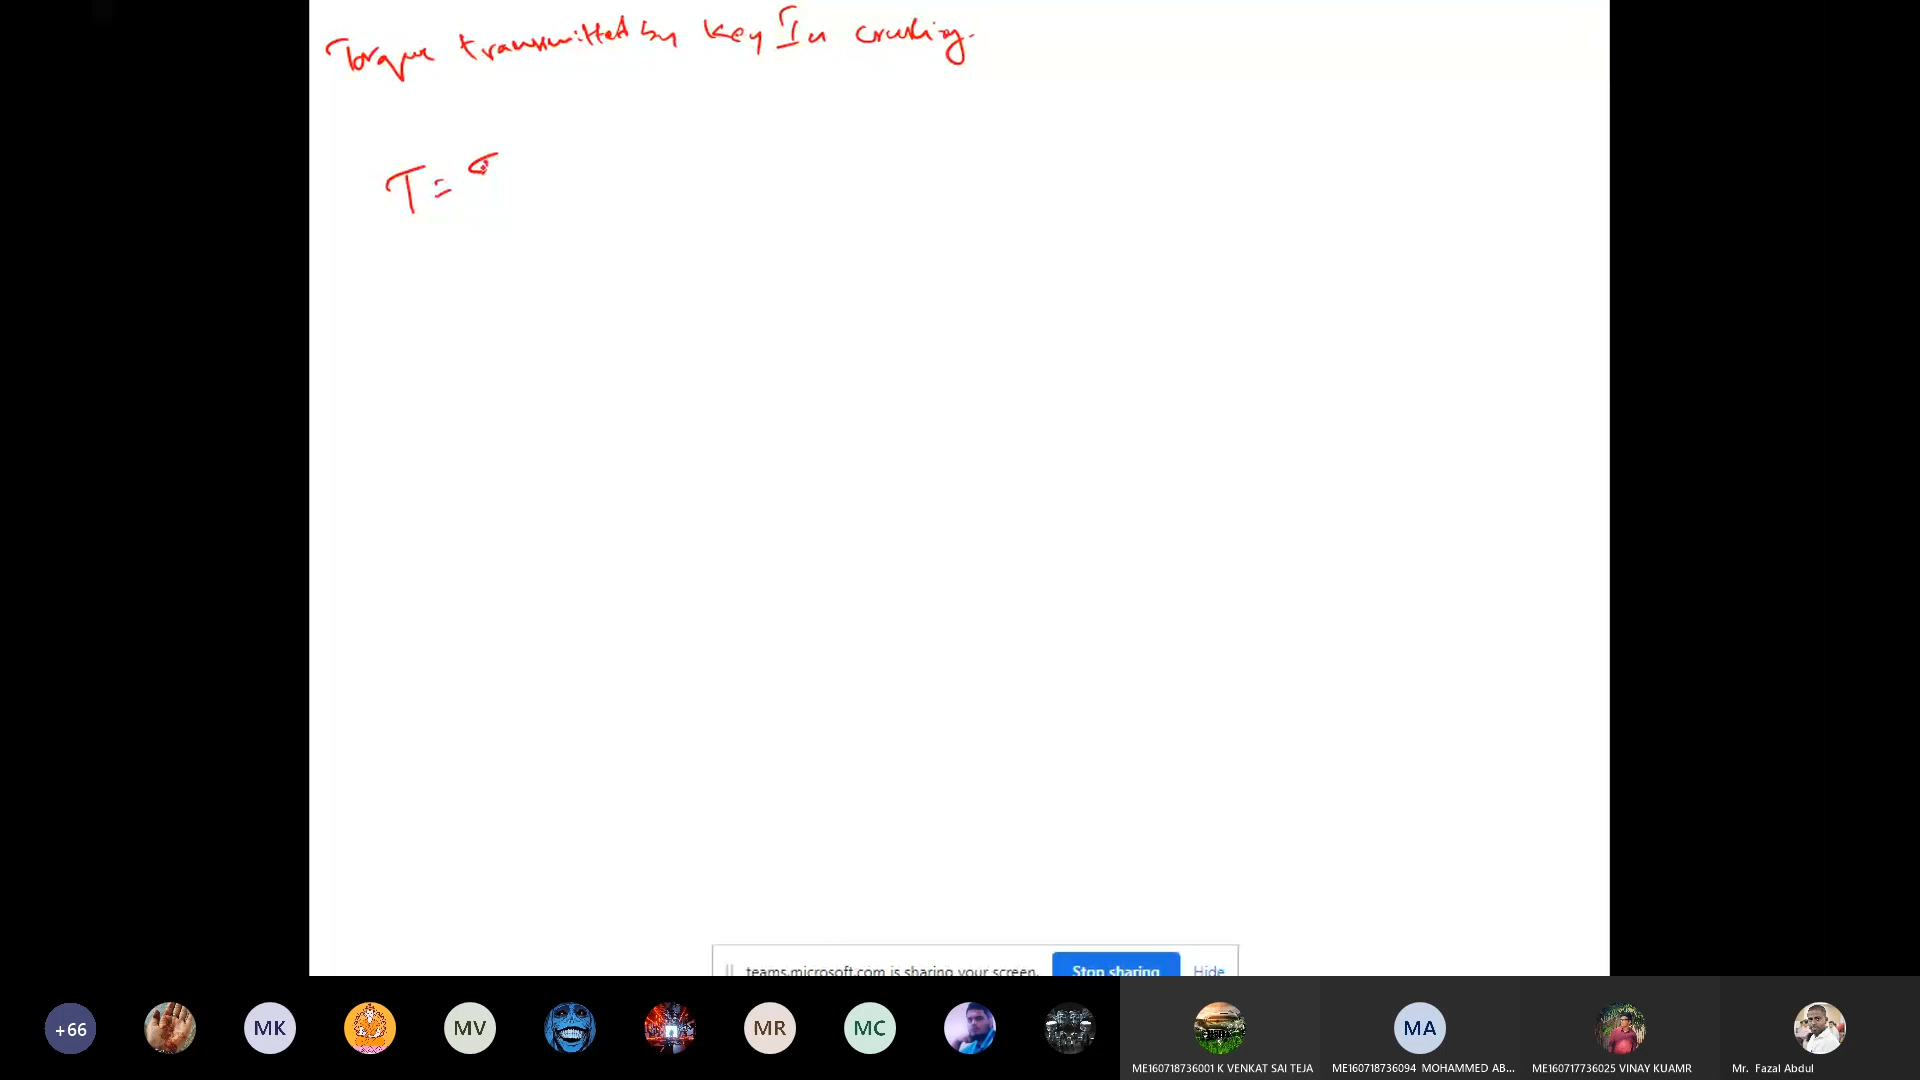 Torque transmitted by key In crushing.
T = σ
teams.microsoft.com is sharing your screen.
Stop sharing
Hide
+66
MK
MV
MR
MC
MA
ME160718736001 K VENKAT SAI TEJA
ME160718736094 MOHAMMED AB...
ME160717736025 VINAY KUAMR
Mr. Fazal Abdul